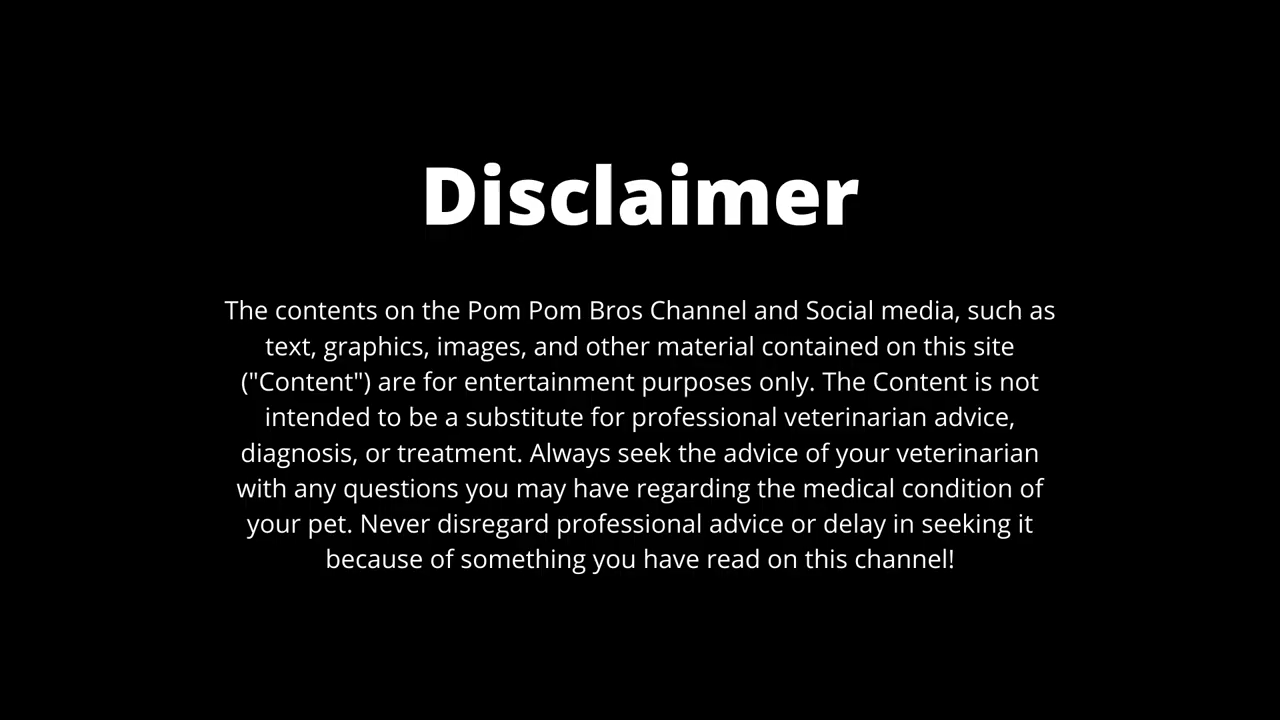 Disclaimer
The contents on the Pom Pom Bros Channel and Social media, such as
text, graphics, images, and other material contained on this site
("Content") are for entertainment purposes only. The Content is not
intended to be a substitute for professional veterinarian advice,
diagnosis, or treatment. Always seek the advice of your veterinarian
with any questions you may have regarding the medical condition of
your pet. Never disregard professional advice or delay in seeking it
because of something you have read on this channel!